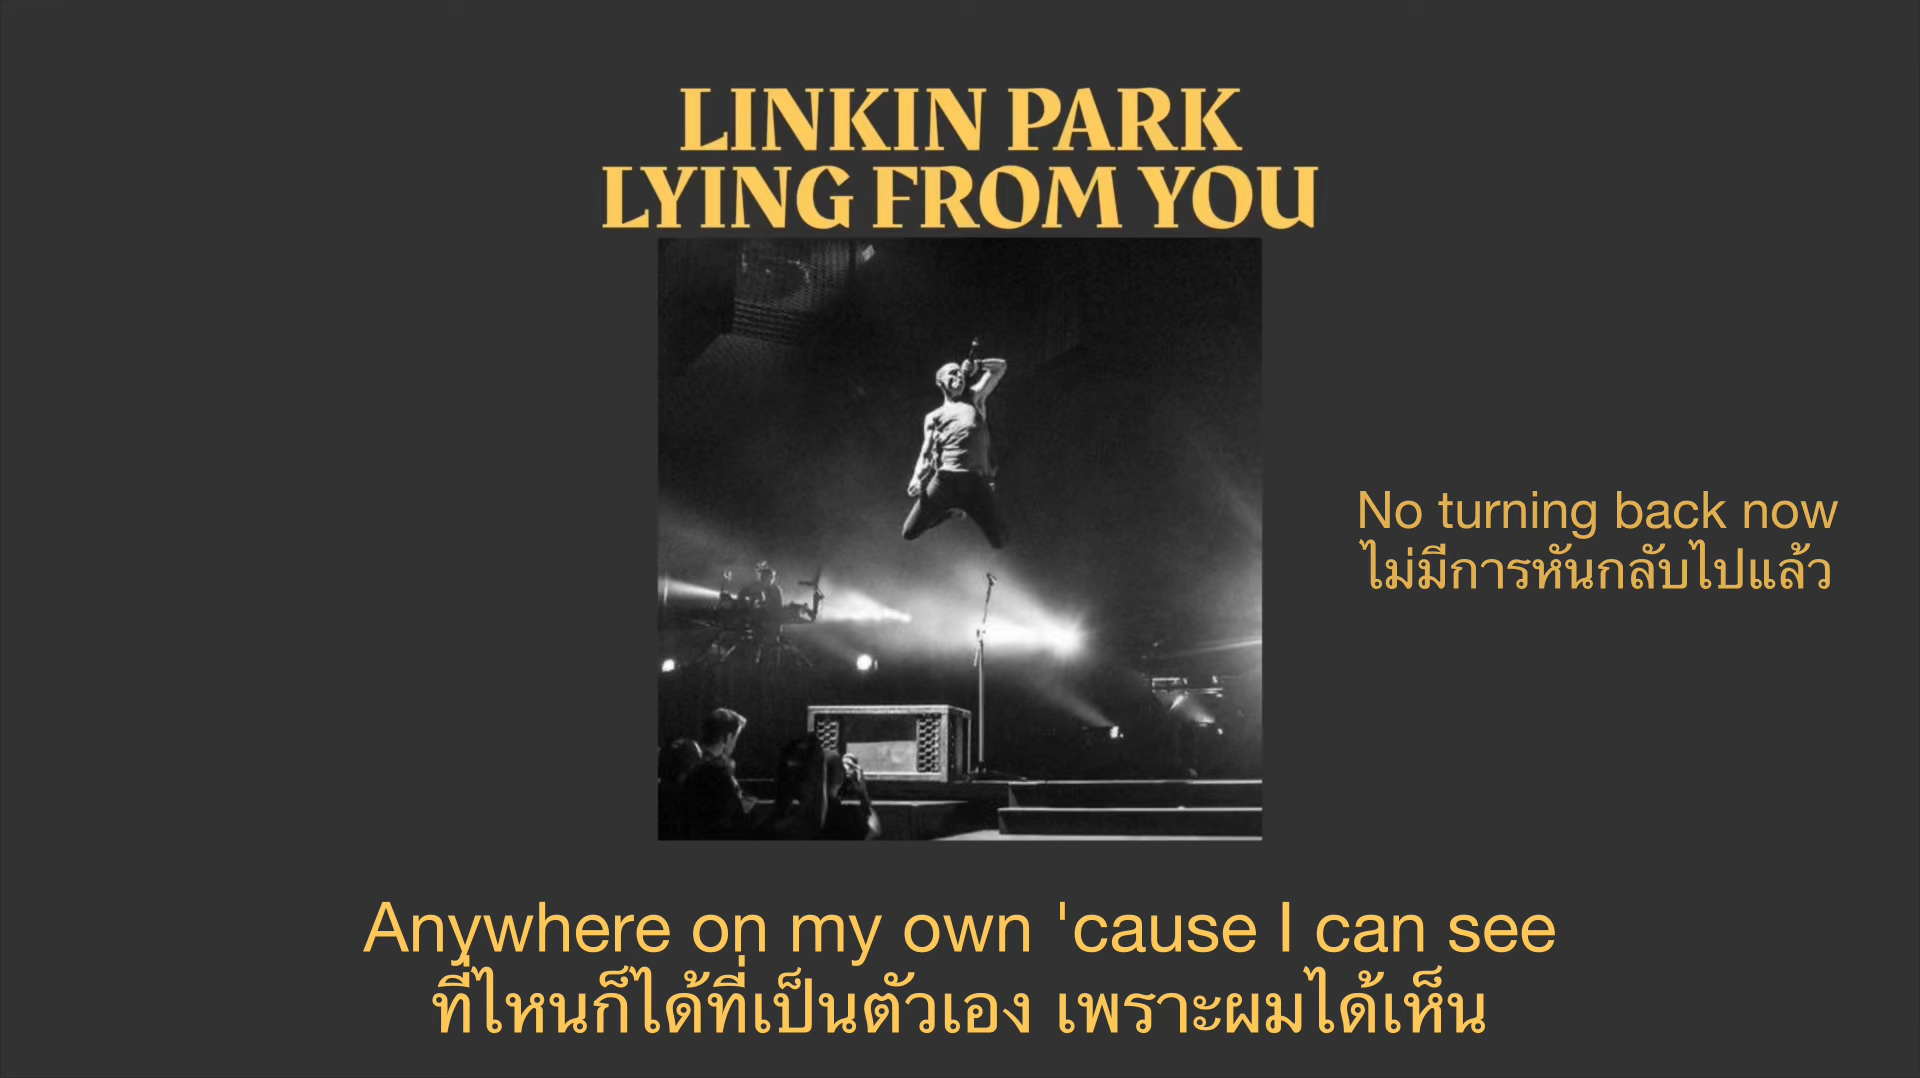 LINKIN PARK
LYING FROM YOU
No turning back now
ไม่มีการหันกลับไปแล้ว
Anywhere on my own 'cause I can see
ที่ไหนก็ได้ที่เป็นตัวเอง เพราะผมได้เห็น